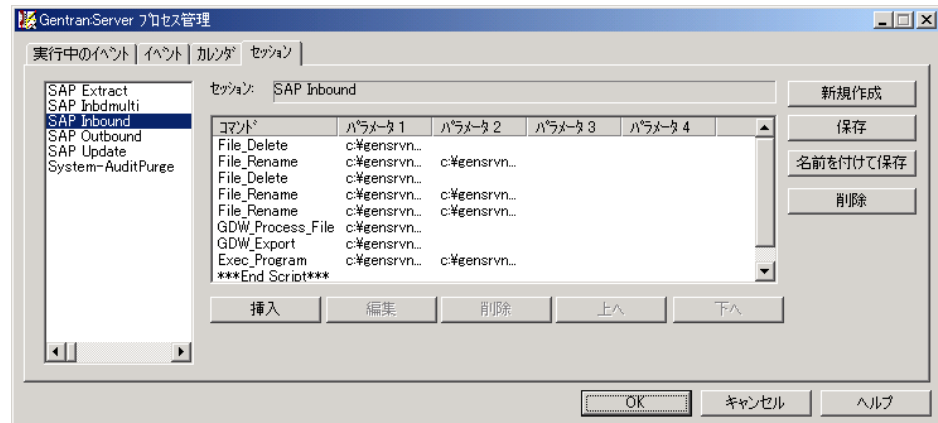 Gentran:Server プロセス管理
実行中のイベント イベント カレンダ セッション
SAP Extract
SAP Inbdmulti
SAP Inbound
SAP Outbound
SAP Update
System-AuditPurge
セッション: SAP Inbound
コマンド パラメータ 1 パラメータ 2 パラメータ 3 パラメータ 4
File_Delete c:¥gensrvn...
File_Rename c:¥gensrvn... c:¥gensrvn...
File_Delete c:¥gensrvn...
File_Rename c:¥gensrvn... c:¥gensrvn...
File_Rename c:¥gensrvn... c:¥gensrvn...
GDW_Process_File c:¥gensrvn...
GDW_Export c:¥gensrvn...
Exec_Program c:¥gensrvn... c:¥gensrvn...
***End Script***
挿入 編集 削除 上へ 下へ
新規作成
保存
名前を付けて保存
削除
OK キャンセル ヘルプ